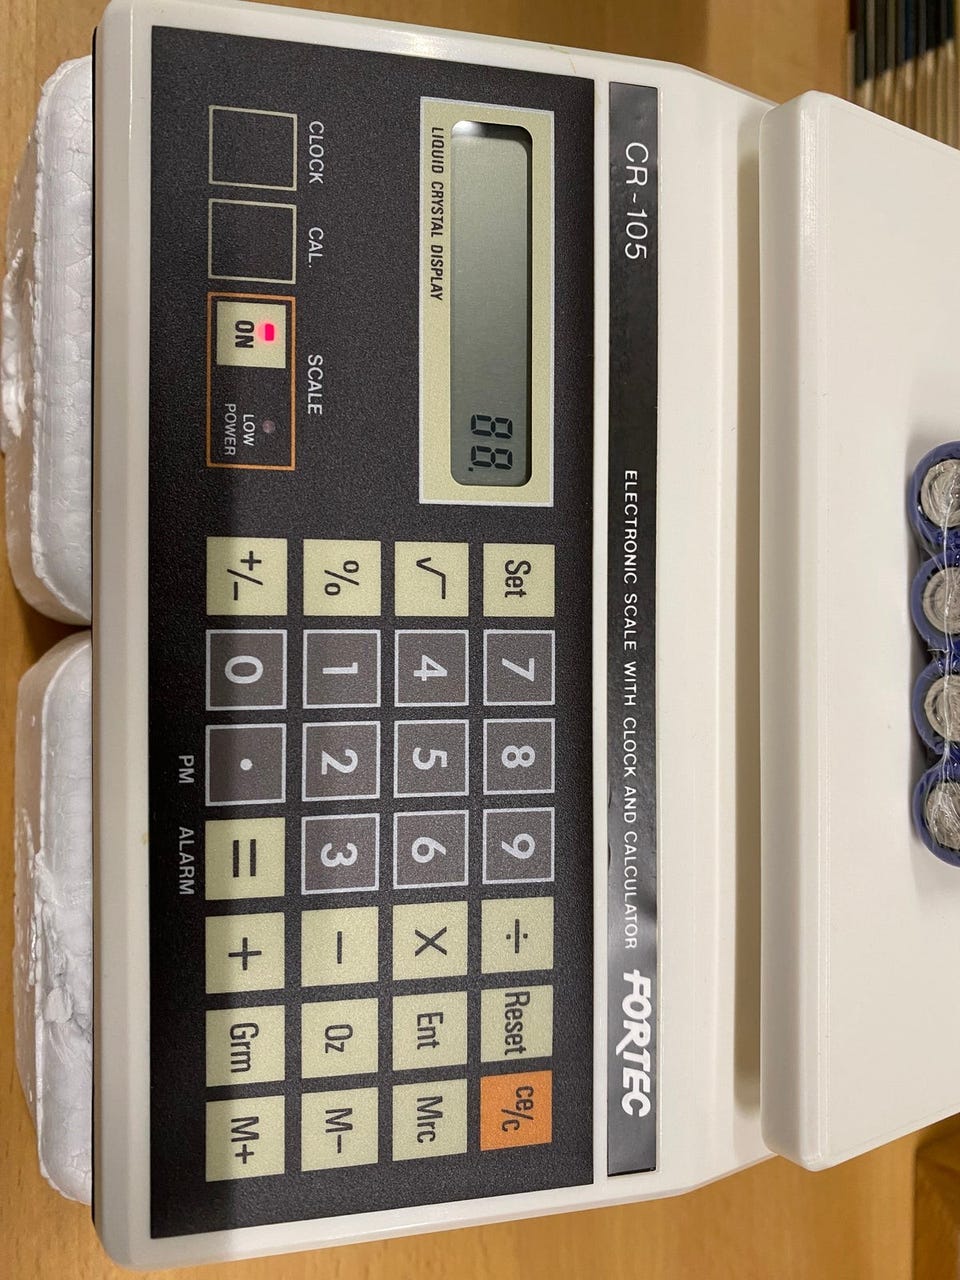 CR-105 ELECTRONIC SCALE WITH CLOCK AND CALCULATOR FORTEC
88.
LIQUID CRYSTAL DISPLAY
CLOCK CAL. SCALE
ON LOW
POWER
Set 7 8 9 ÷ Reset ce/c
√ 4 5 6 X Ent Mrc
% 1 2 3 − Oz M−
+/− 0 • = + Grm M+
PM ALARM